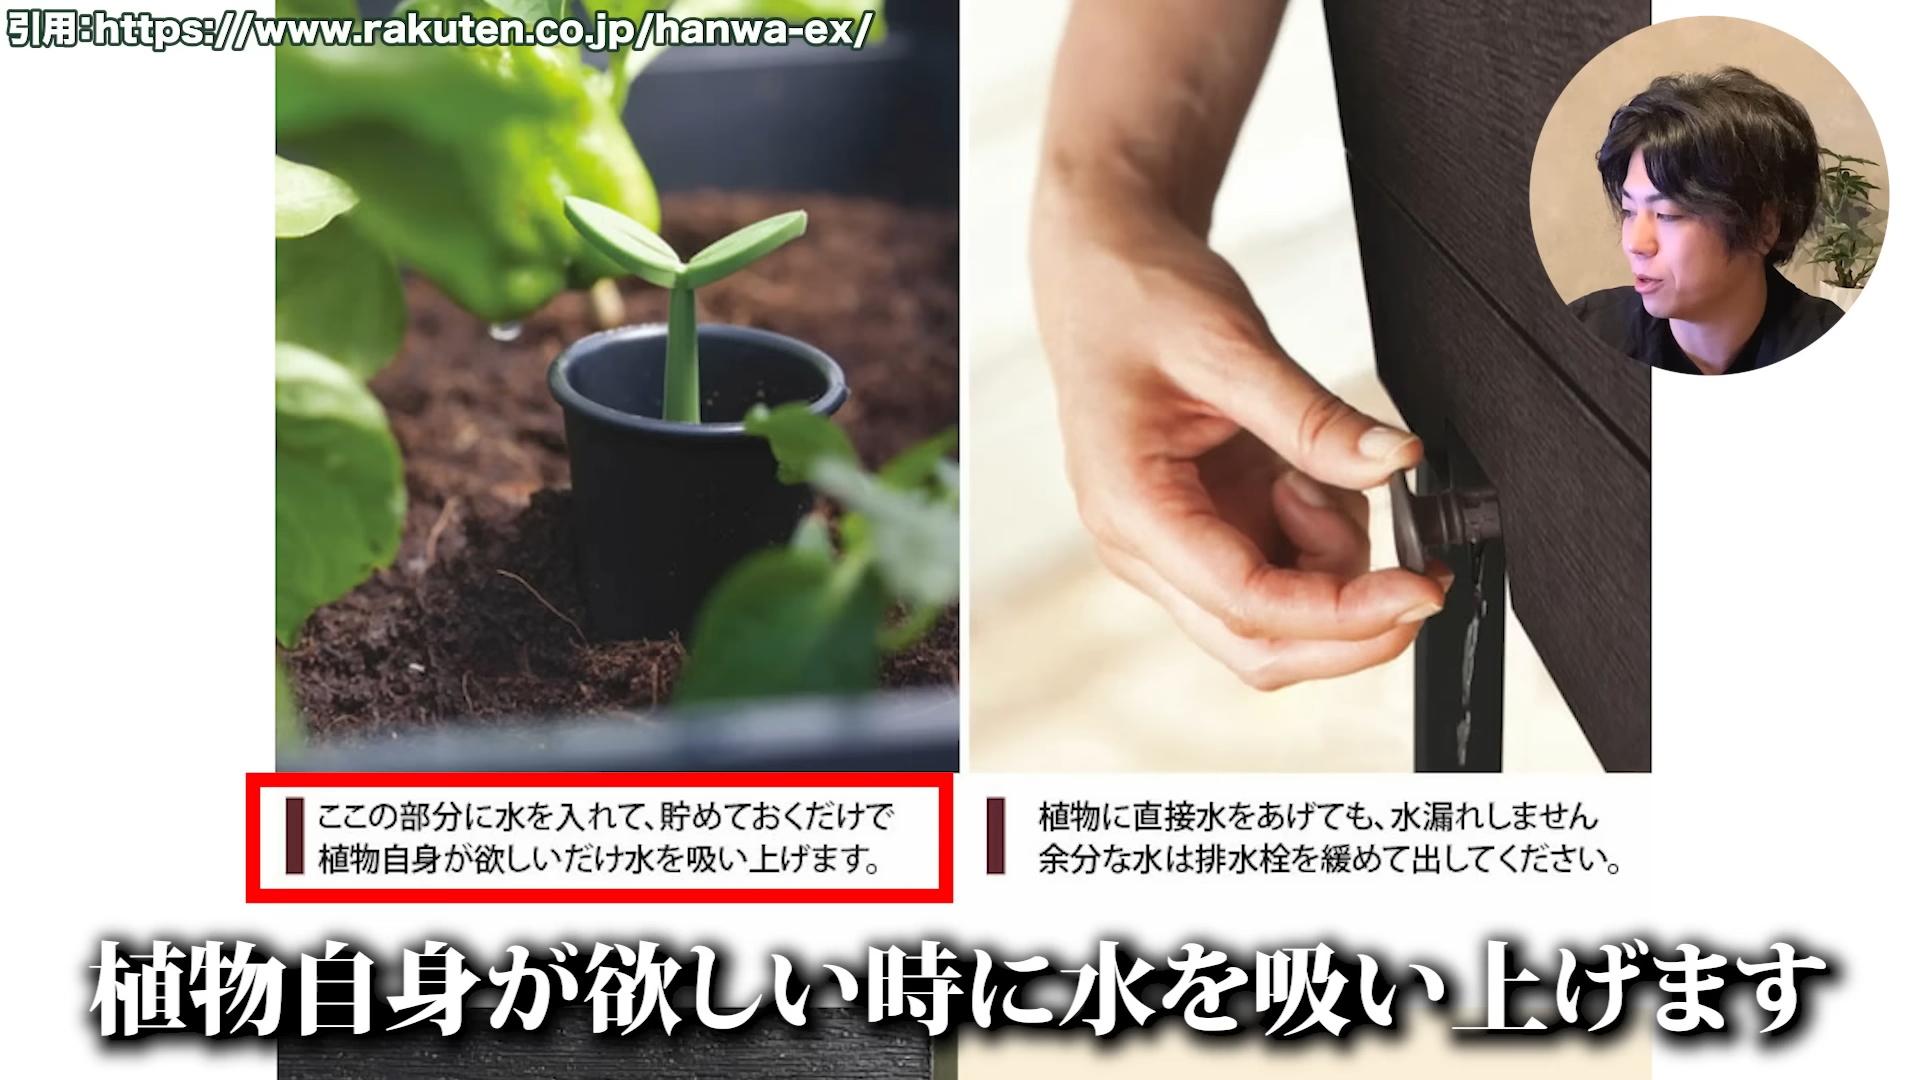 引用:https://www.rakuten.co.jp/hanwa-ex/
ここの部分に水を入れて、貯めておくだけで
植物自身が欲しいだけ水を吸い上げます。
植物に直接水をあげても、水漏れしません
余分な水は排水栓を緩めて出してください。
植物自身が欲しい時に水を吸い上げます